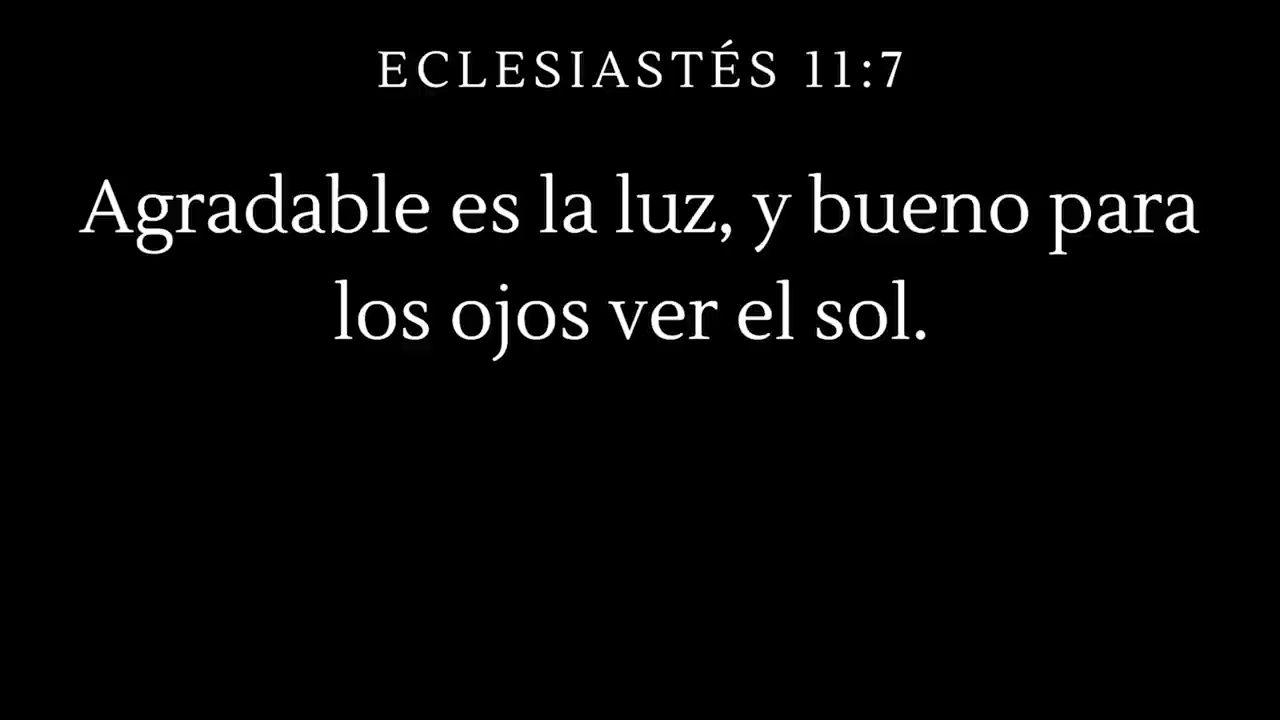 ECLESIASTÉS 11:7
Agradable es la luz, y bueno para
los ojos ver el sol.